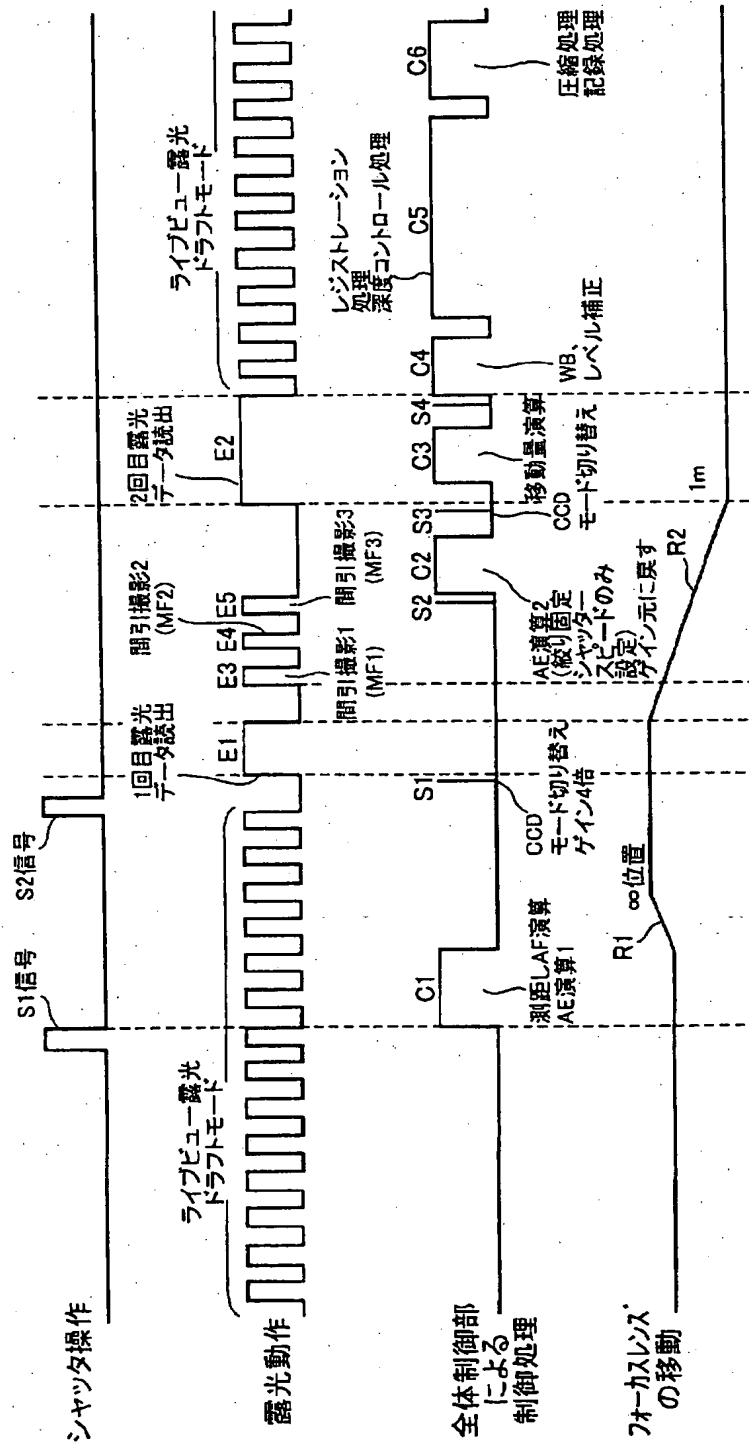 シャッタ操作
S1信号
S2信号
露光動作
ライブビュー露光
ドラフトモード
1回目露光
データ読出
E1
E3
E4
E5
間引撮影1
(MF1)
間引撮影2
(MF2)
間引撮影3
(MF3)
2回目露光
データ読出
E2
ライブビュー露光
ドラフトモード
全体制御部
による
制御処理
C1
測距しAF演算
AE演算1
S1
CCD
モード切り替え
ゲイン4倍
S2
C2
AE演算2
(絞り固定
シャッター
スピードのみ
設定)
ゲイン元に戻す
S3
CCD
モード切り替え
C3
移動量演算
S4
C4
WB、
レベル補正
レジストレーション
処理
深度コントロール処理
C5
C6
圧縮処理
記録処理
フォーカスレンズ
の移動
R1
∞位置
R2
1m